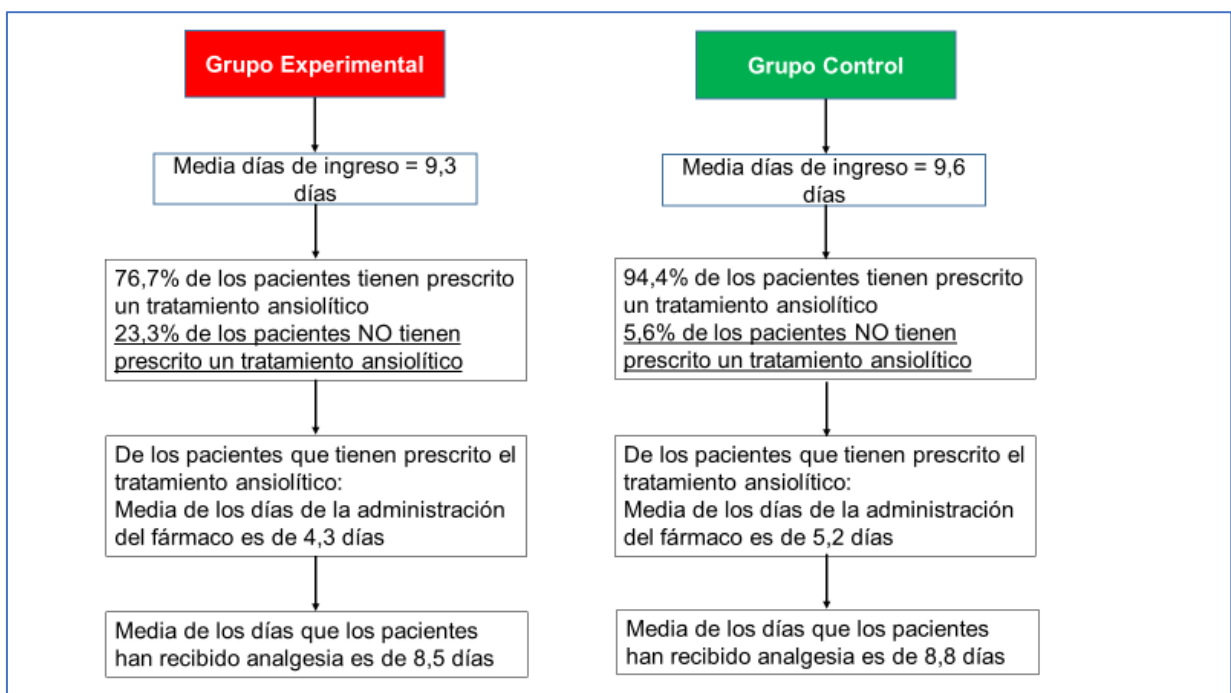 Grupo Experimental
Media días de ingreso = 9,3
días
76,7% de los pacientes tienen prescrito
un tratamiento ansiolítico
23,3% de los pacientes NO tienen
prescrito un tratamiento ansiolítico
De los pacientes que tienen prescrito el
tratamiento ansiolítico:
Media de los días de la administración
del fármaco es de 4,3 días
Media de los días que los pacientes
han recibido analgesia es de 8,5 días
Grupo Control
Media días de ingreso = 9,6
días
94,4% de los pacientes tienen prescrito
un tratamiento ansiolítico
5,6% de los pacientes NO tienen
prescrito un tratamiento ansiolítico
De los pacientes que tienen prescrito el
tratamiento ansiolítico:
Media de los días de la administración
del fármaco es de 5,2 días
Media de los días que los pacientes
han recibido analgesia es de 8,8 días